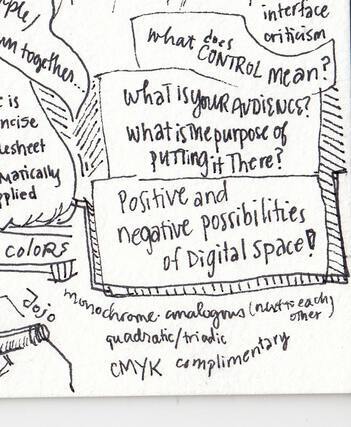 interface
criticism
what does
CONTROL mean?
m together...
is
ncise
lesheet
matically
pplied
What is your AUDIENCE?
What is the purpose of
PUTTING it There?
Positive and
negative possibilities
of Digital Space!
COLORS
Dojo
monochrome. analogous (next to each
other)
quadratic/triadic
CMYK complimentary